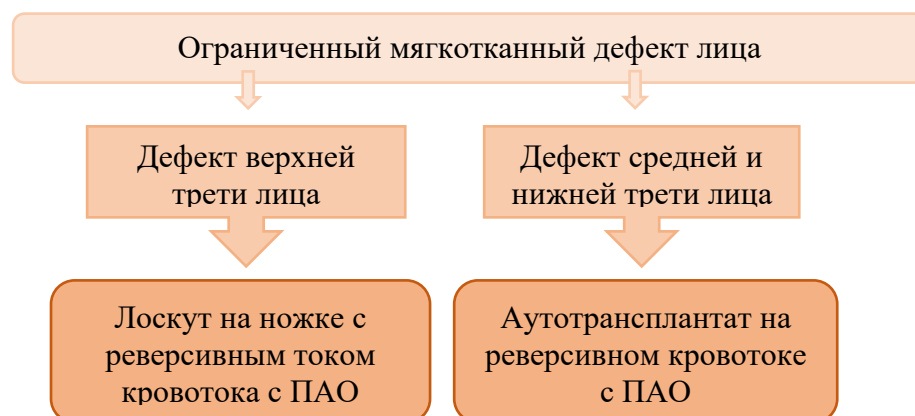 Ограниченный мягкотканный дефект лица
Дефект верхней
трети лица
Дефект средней и
нижней трети лица
Лоскут на ножке с
реверсивным током
кровотока с ПАО
Аутотрансплантат на
реверсивном кровотоке
с ПАО